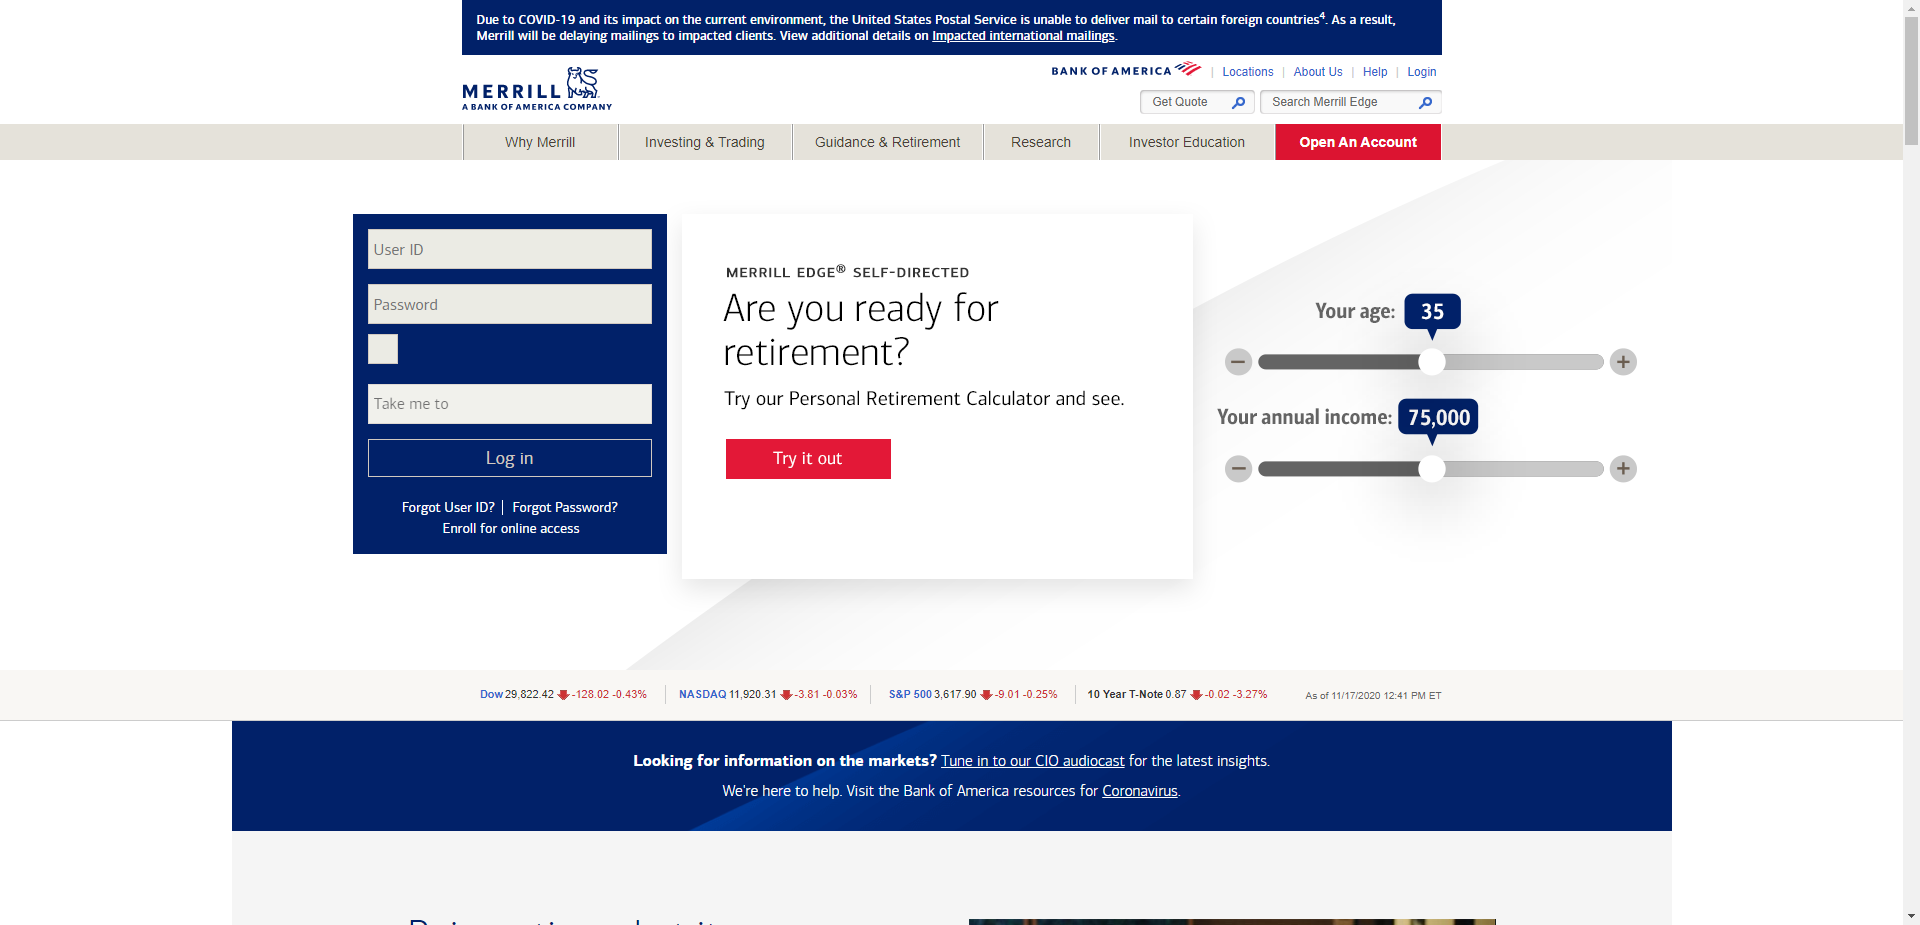 Due to COVID-19 and its impact on the current environment, the United States Postal Service is unable to deliver mail to certain foreign countries⁴. As a result,
Merrill will be delaying mailings to impacted clients. View additional details on Impacted international mailings.
MERRILL
A BANK OF AMERICA COMPANY
BANK OF AMERICA | Locations | About Us | Help | Login
Get Quote
Search Merrill Edge
Why Merrill
Investing & Trading
Guidance & Retirement
Research
Investor Education
Open An Account
User ID
Password
Take me to
Log in
Forgot User ID? | Forgot Password?
Enroll for online access
MERRILL EDGE® SELF-DIRECTED
Are you ready for
retirement?
Try our Personal Retirement Calculator and see.
Try it out
Your age: 35
Your annual income: 75,000
Dow 29,822.42 -128.02 -0.43%
NASDAQ 11,920.31 -3.81 -0.03%
S&P 500 3,617.90 -9.01 -0.25%
10 Year T-Note 0.87 -0.02 -3.27%
As of 11/17/2020 12:41 PM ET
Looking for information on the markets? Tune in to our CIO audiocast for the latest insights.
We're here to help. Visit the Bank of America resources for Coronavirus.